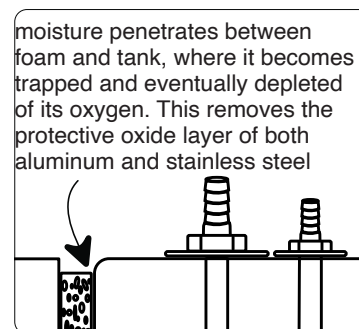 moisture penetrates between
foam and tank, where it becomes
trapped and eventually depleted
of its oxygen. This removes the
protective oxide layer of both
aluminum and stainless steel